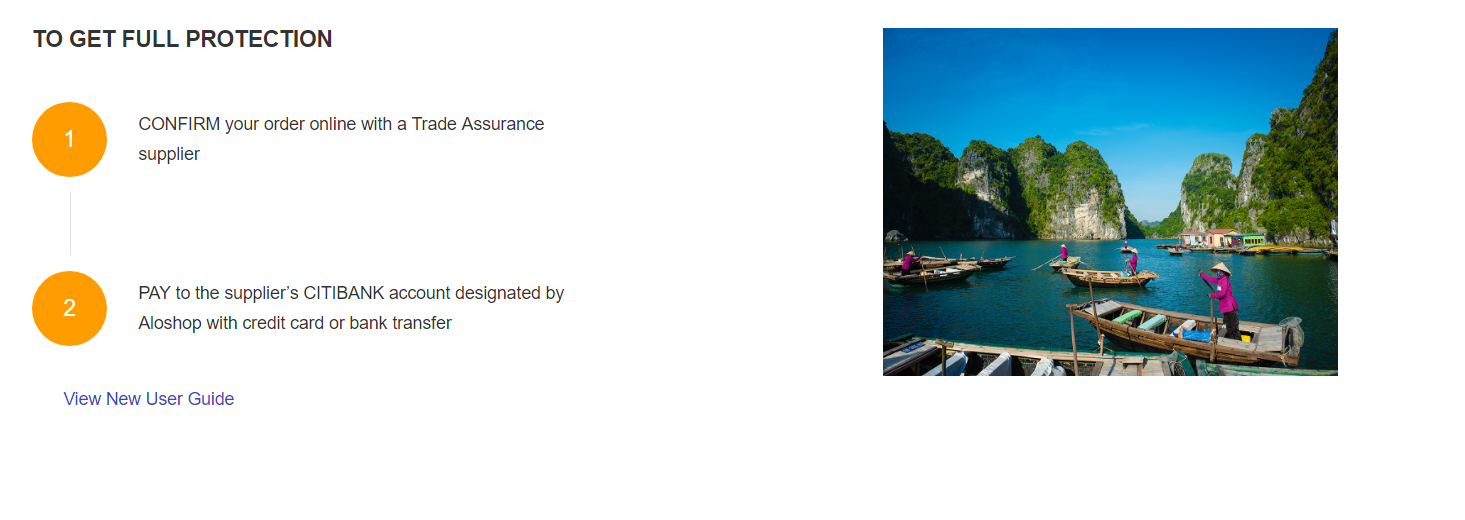 TO GET FULL PROTECTION
1
CONFIRM your order online with a Trade Assurance
supplier
2
PAY to the supplier’s CITIBANK account designated by
Aloshop with credit card or bank transfer
View New User Guide